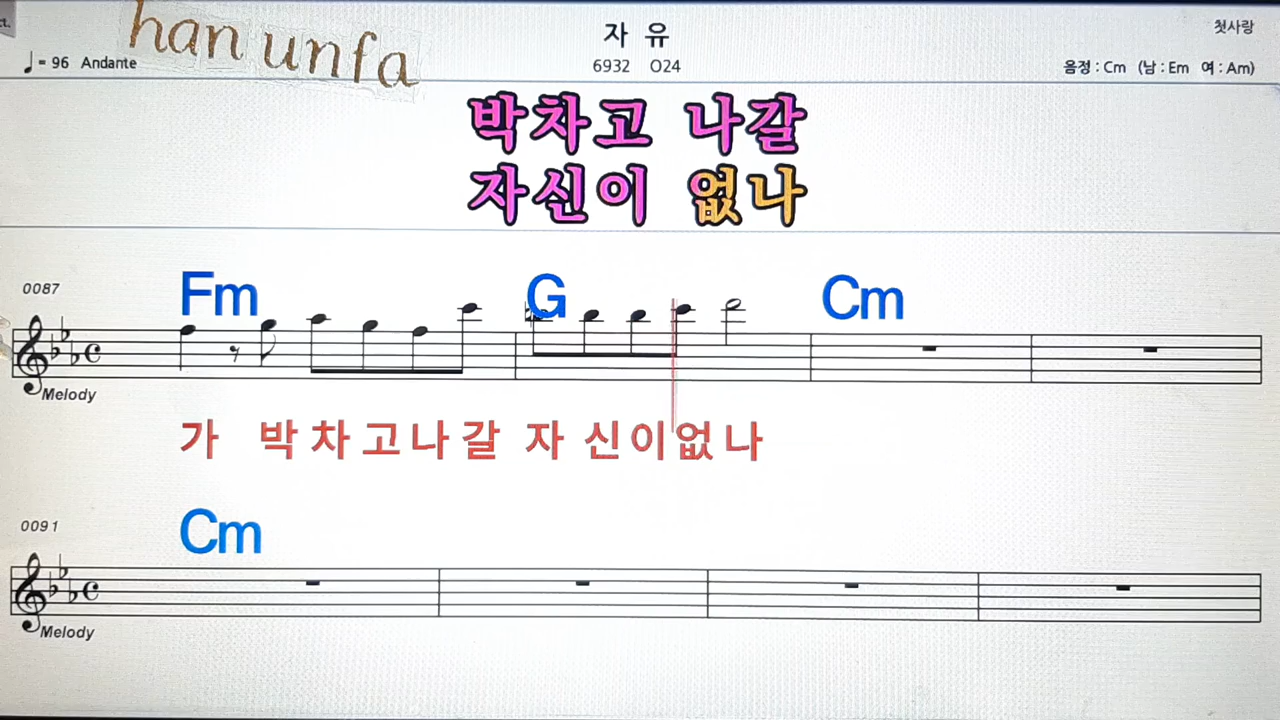 ct.
han unfa
자 유
첫사랑
♩= 96 Andante
6932 O24
음정 : Cm (남 : Em 여 : Am)
박차고 나갈
자신이 없나
0087
Fm G Cm
Melody
가 박 차 고 나 갈 자 신 이 없 나
0091
Cm
Melody